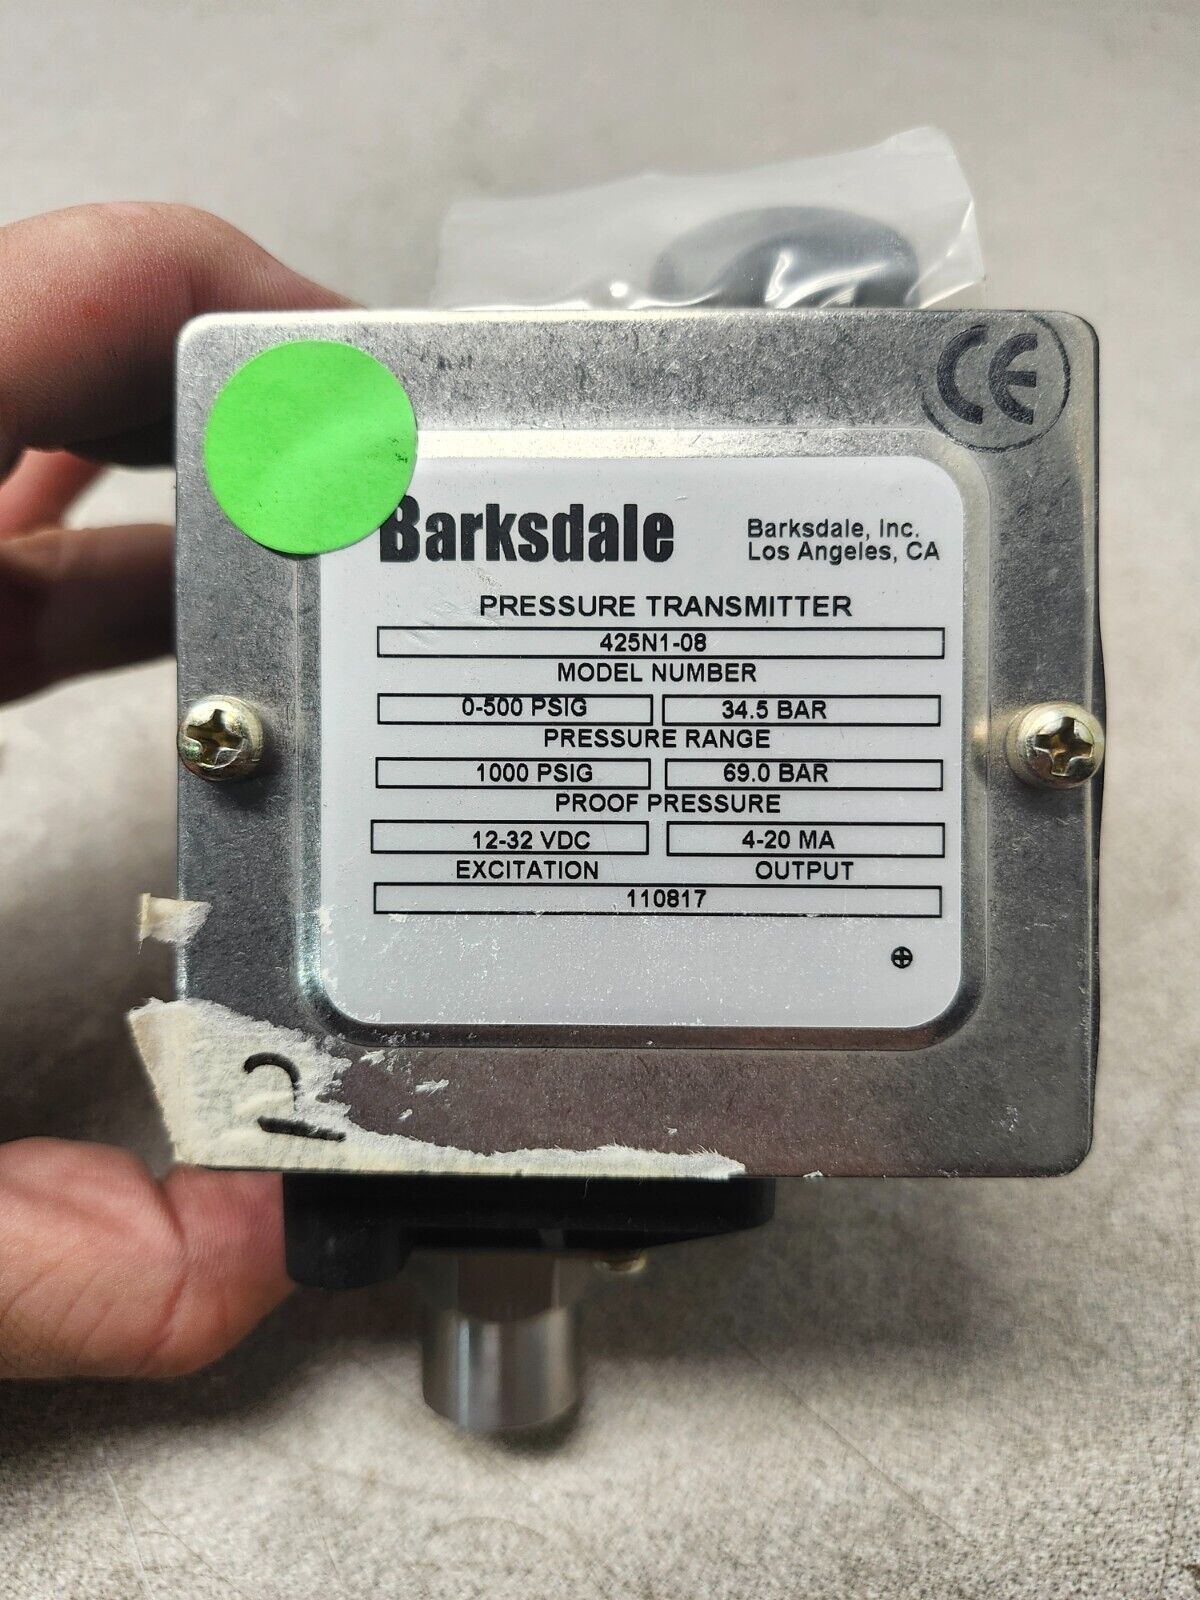 CE
Barksdale
Barksdale, Inc.
Los Angeles, CA
PRESSURE TRANSMITTER
425N1-08
MODEL NUMBER
0-500 PSIG 34.5 BAR
PRESSURE RANGE
1000 PSIG 69.0 BAR
PROOF PRESSURE
12-32 VDC 4-20 MA
EXCITATION OUTPUT
110817